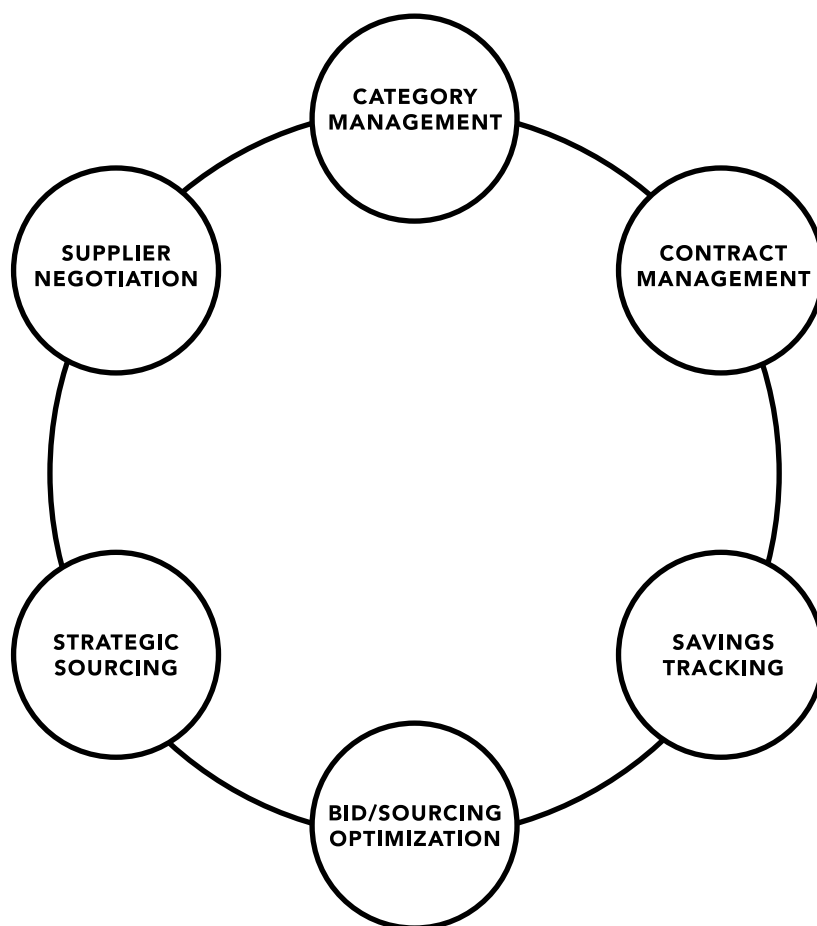 CATEGORY
MANAGEMENT
SUPPLIER
NEGOTIATION
CONTRACT
MANAGEMENT
STRATEGIC
SOURCING
SAVINGS
TRACKING
BID/SOURCING
OPTIMIZATION